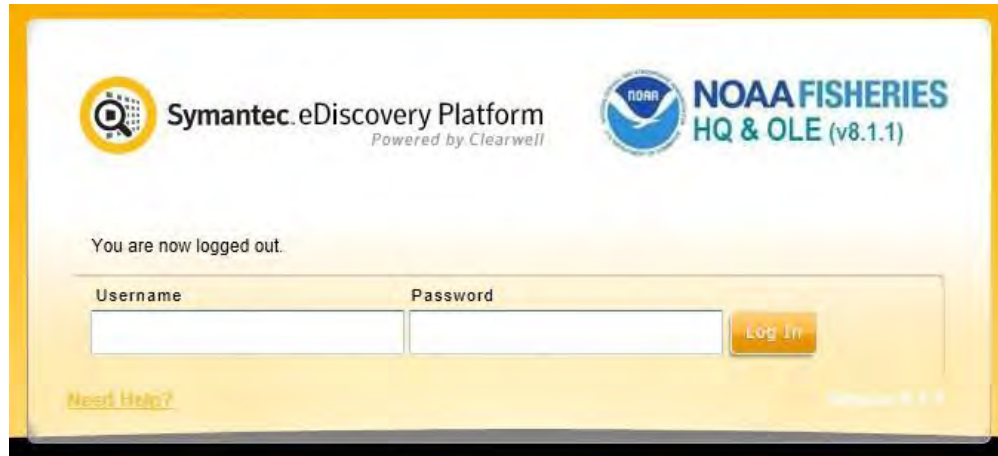 Symantec. eDiscovery Platform
Powered by Clearwell
NOAA
NOAA FISHERIES
HQ & OLE (v8.1.1)
You are now logged out.
Username
Password
Log In
Need Help?